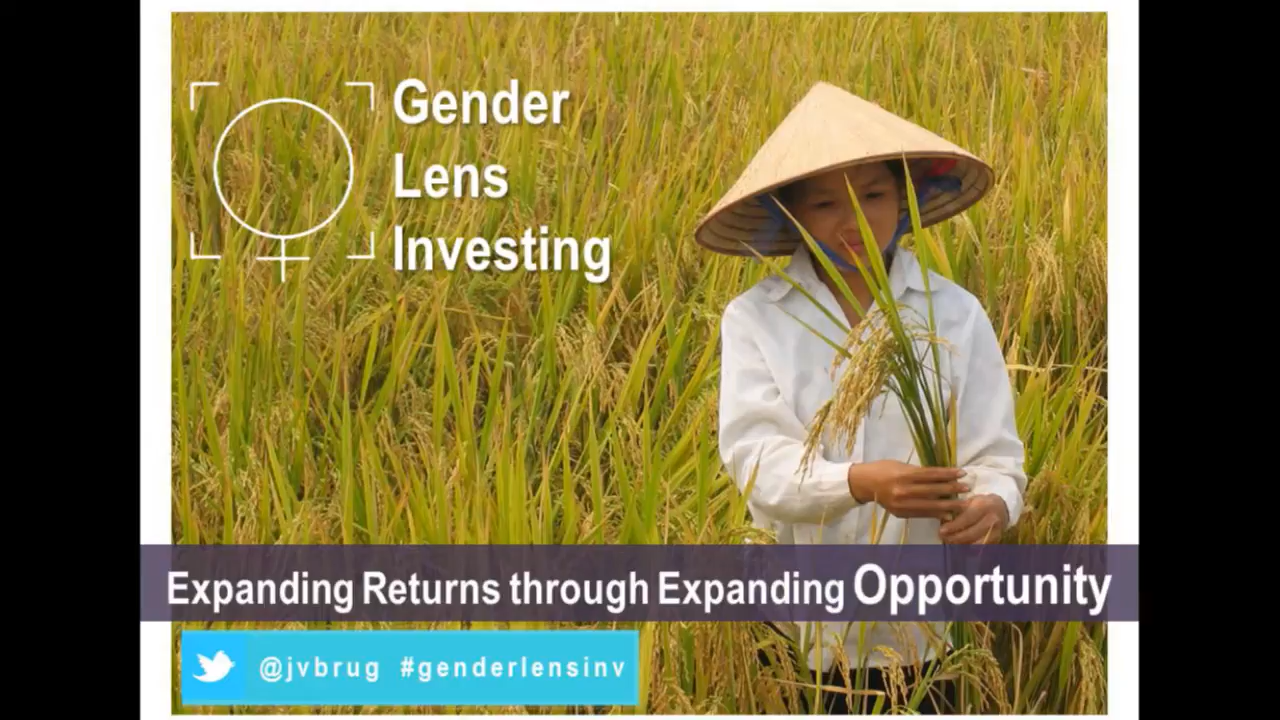 Gender
Lens
Investing
Expanding Returns through Expanding Opportunity
@jvbrug #genderlensinv